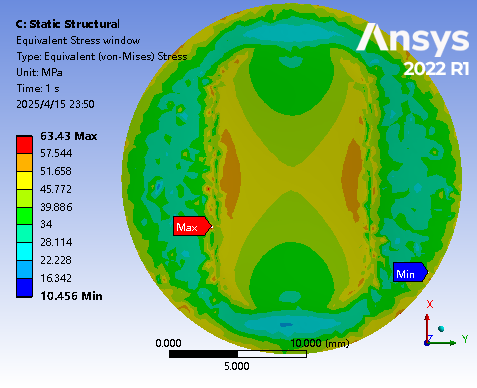 C: Static Structural
Equivalent Stress window
Type: Equivalent (von-Mises) Stress
Unit: MPa
Time: 1 s
2025/4/15 23:50
Ansys
2022 R1
63.43 Max
57.544
51.658
45.772
39.886
34
28.114
22.228
16.342
10.456 Min
Max
Min
0.000
10.000 (mm)
5.000
X
Y
Z